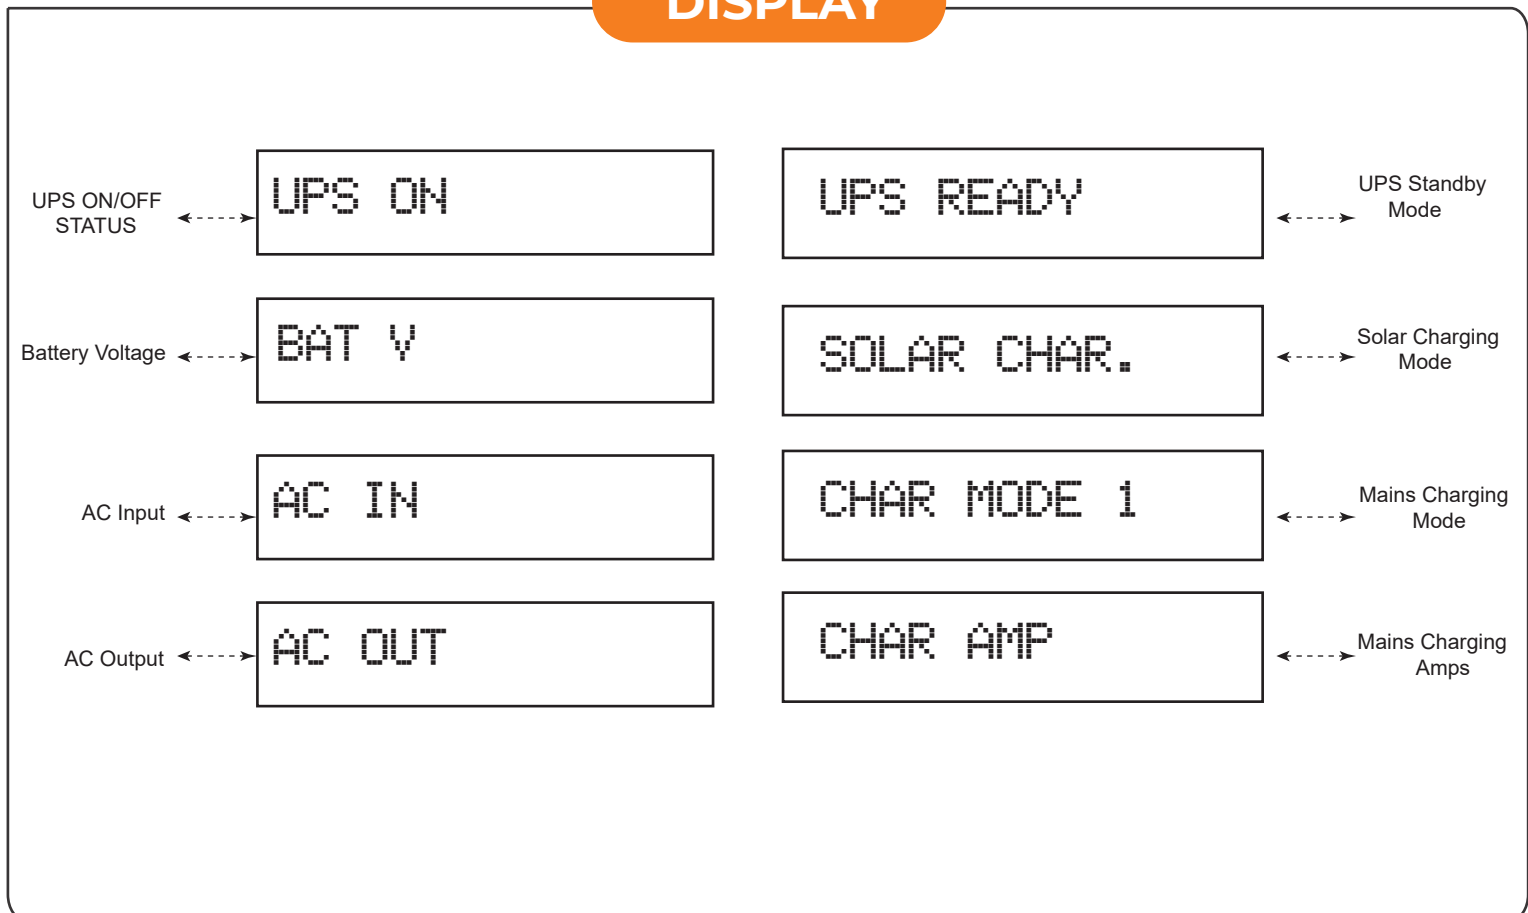 DISPLAY
UPS ON/OFF
STATUS
UPS ON
UPS READY
UPS Standby
Mode
Battery Voltage
BAT V
SOLAR CHAR.
Solar Charging
Mode
AC Input
AC IN
CHAR MODE 1
Mains Charging
Mode
AC Output
AC OUT
CHAR AMP
Mains Charging
Amps